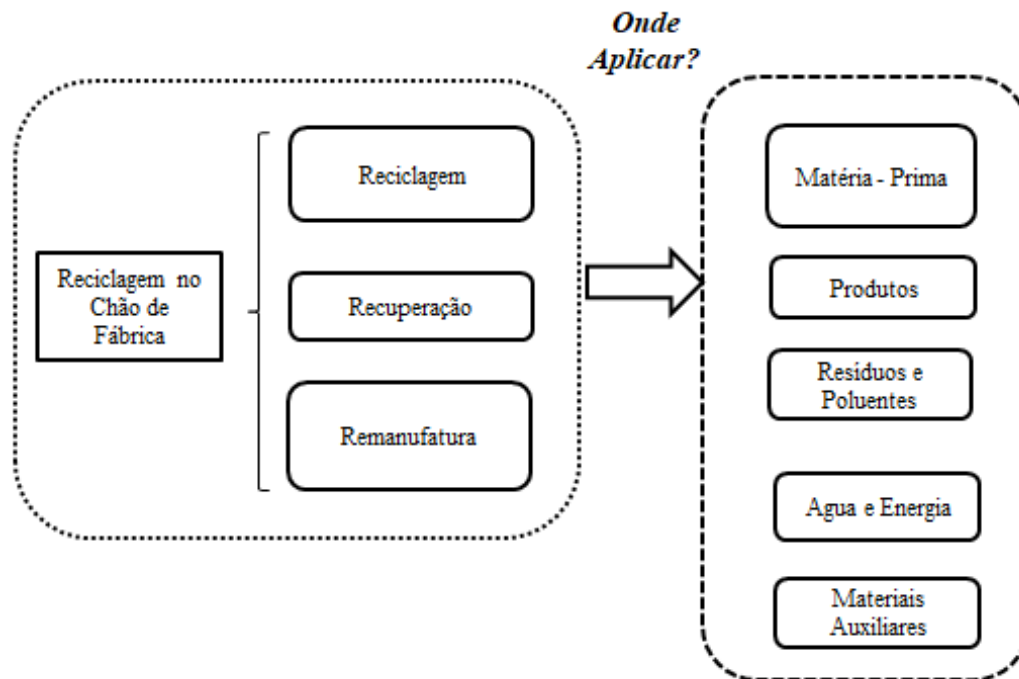 Onde
Aplicar?
Reciclagem no
Chão de
Fábrica
Reciclagem
Recuperação
Remanufatura
Matéria - Prima
Produtos
Resíduos e
Poluentes
Agua e Energia
Materiais
Auxiliares